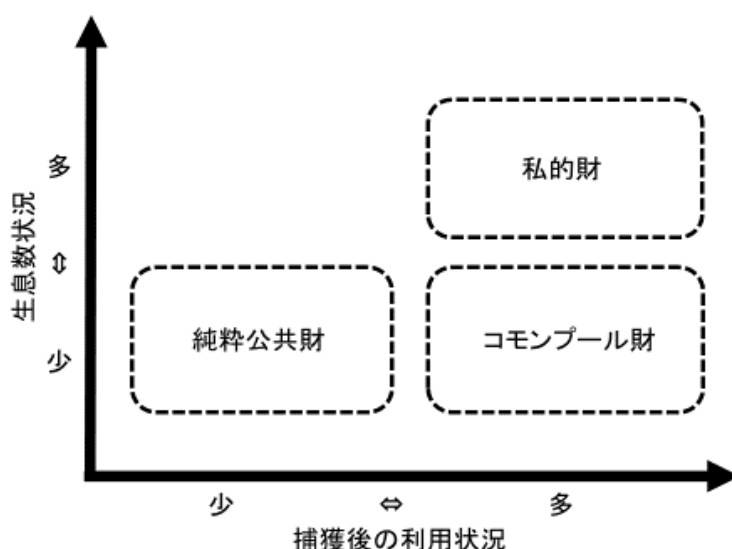 多
⇔
少
生息数状況
私的財
純粋公共財
コモンプール財
少
⇔
多
捕獲後の利用状況